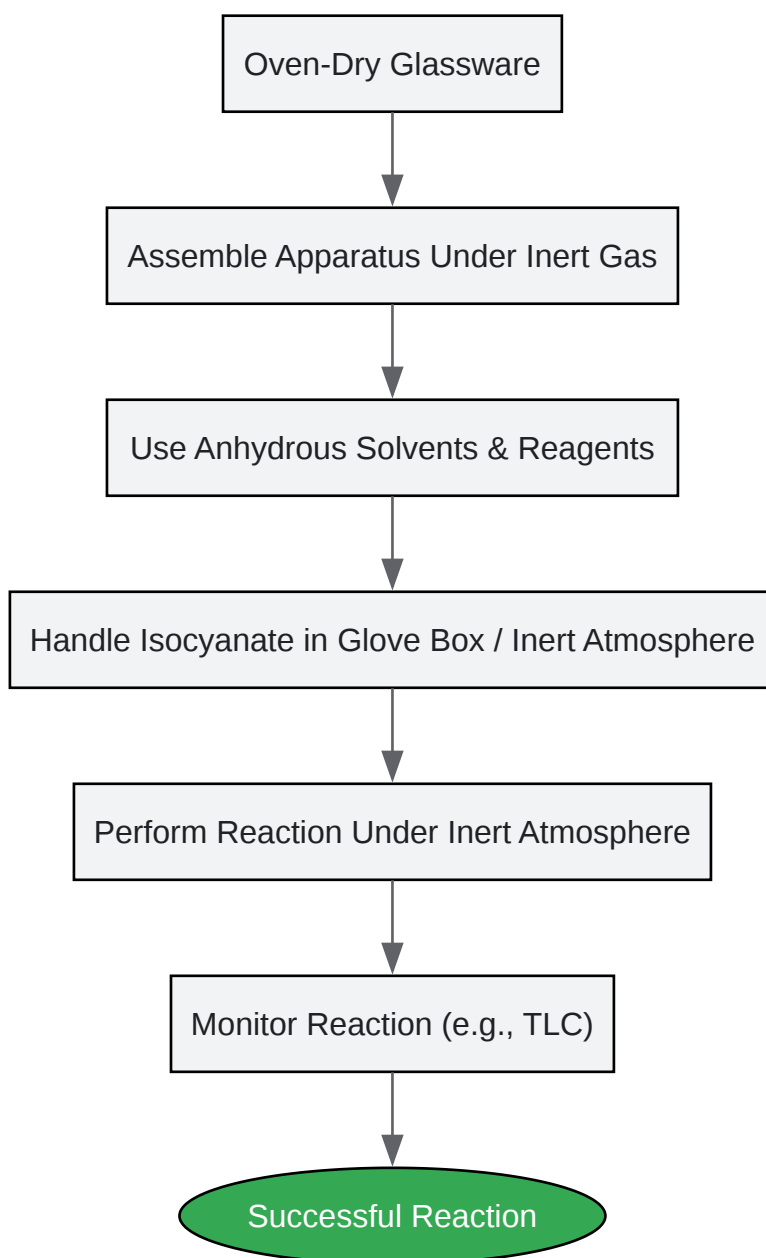 Oven-Dry Glassware
Assemble Apparatus Under Inert Gas
Use Anhydrous Solvents & Reagents
Handle Isocyanate in Glove Box / Inert Atmosphere
Perform Reaction Under Inert Atmosphere
Monitor Reaction (e.g., TLC)
Successful Reaction